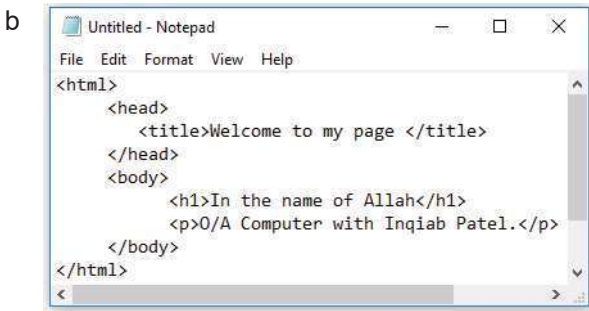 b
Untitled - Notepad
File Edit Format View Help
<html>
<head>
<title>Welcome to my page </title>
</head>
<body>
<h1>In the name of Allah</h1>
<p>O/A Computer with Inqiab Patel.</p>
</body>
</html>